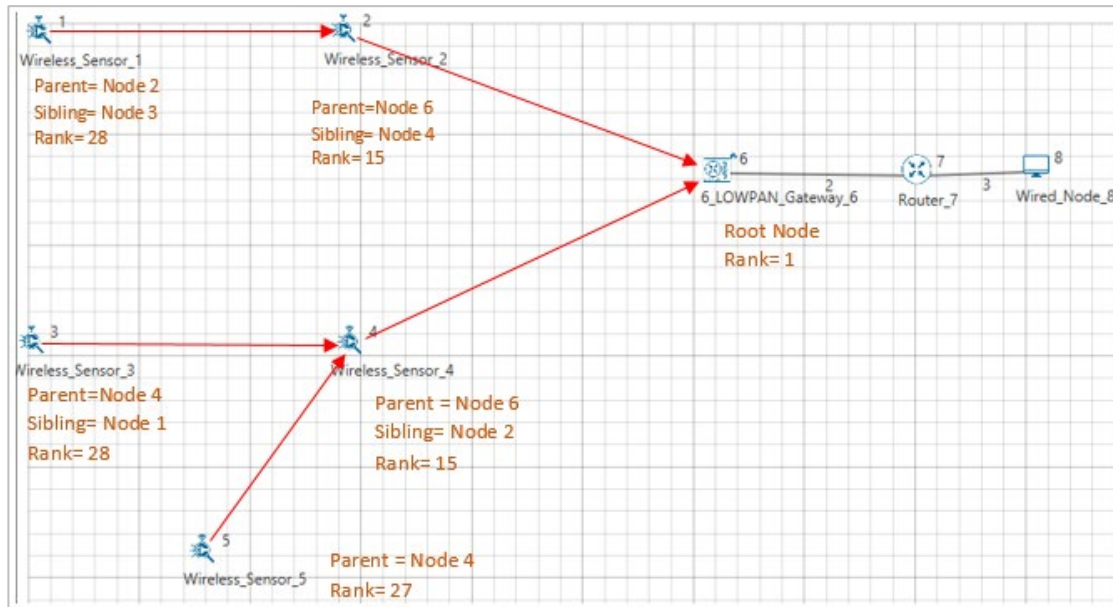 1
Wireless_Sensor_1
Parent= Node 2
Sibling= Node 3
Rank= 28
2
Wireless_Sensor_2
Parent=Node 6
Sibling= Node 4
Rank= 15
6
6_LOWPAN_Gateway_6
Root Node
Rank= 1
2
7
Router_7
3
8
Wired_Node_8
3
Wireless_Sensor_3
Parent=Node 4
Sibling= Node 1
Rank= 28
4
Wireless_Sensor_4
Parent = Node 6
Sibling= Node 2
Rank= 15
5
Wireless_Sensor_5
Parent = Node 4
Rank= 27